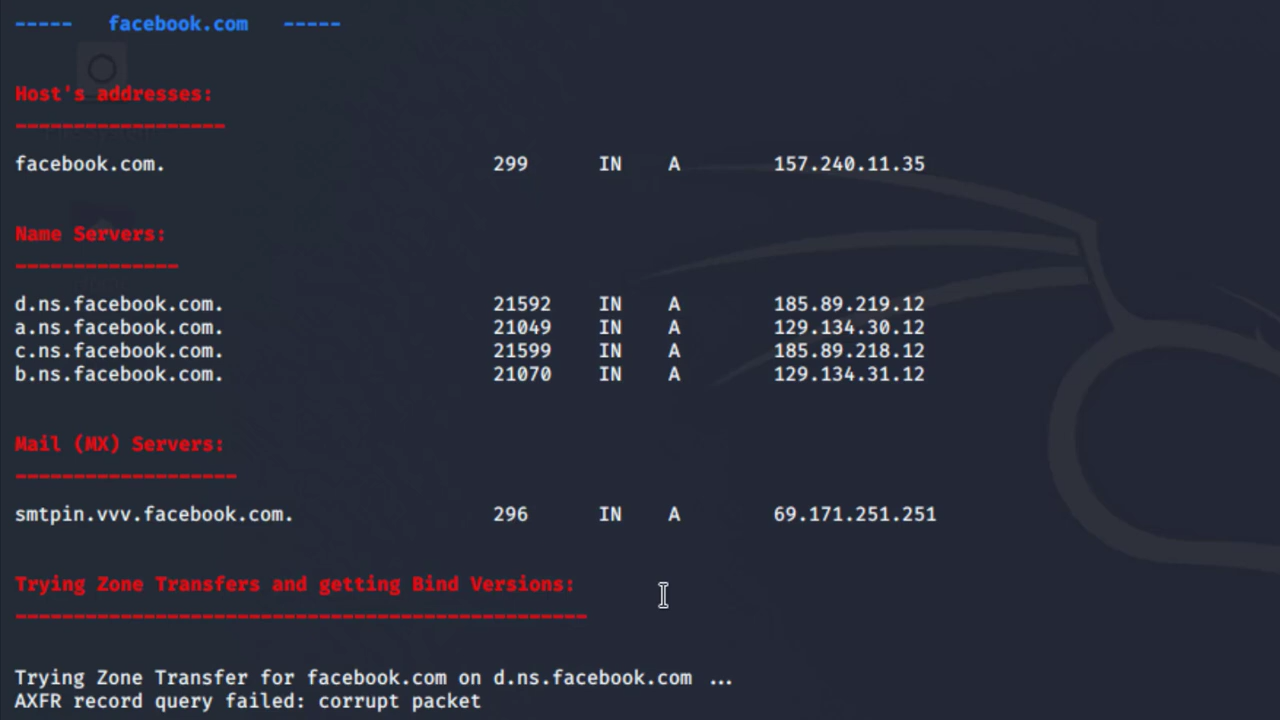 ----- facebook.com -----
Host's addresses:
------------------
facebook.com. 299 IN A 157.240.11.35
Name Servers:
--------------
d.ns.facebook.com. 21592 IN A 185.89.219.12
a.ns.facebook.com. 21049 IN A 129.134.30.12
c.ns.facebook.com. 21599 IN A 185.89.218.12
b.ns.facebook.com. 21070 IN A 129.134.31.12
Mail (MX) Servers:
-------------------
smtpin.vvv.facebook.com. 296 IN A 69.171.251.251
Trying Zone Transfers and getting Bind Versions:
-------------------------------------------------
Trying Zone Transfer for facebook.com on d.ns.facebook.com ...
AXFR record query failed: corrupt packet